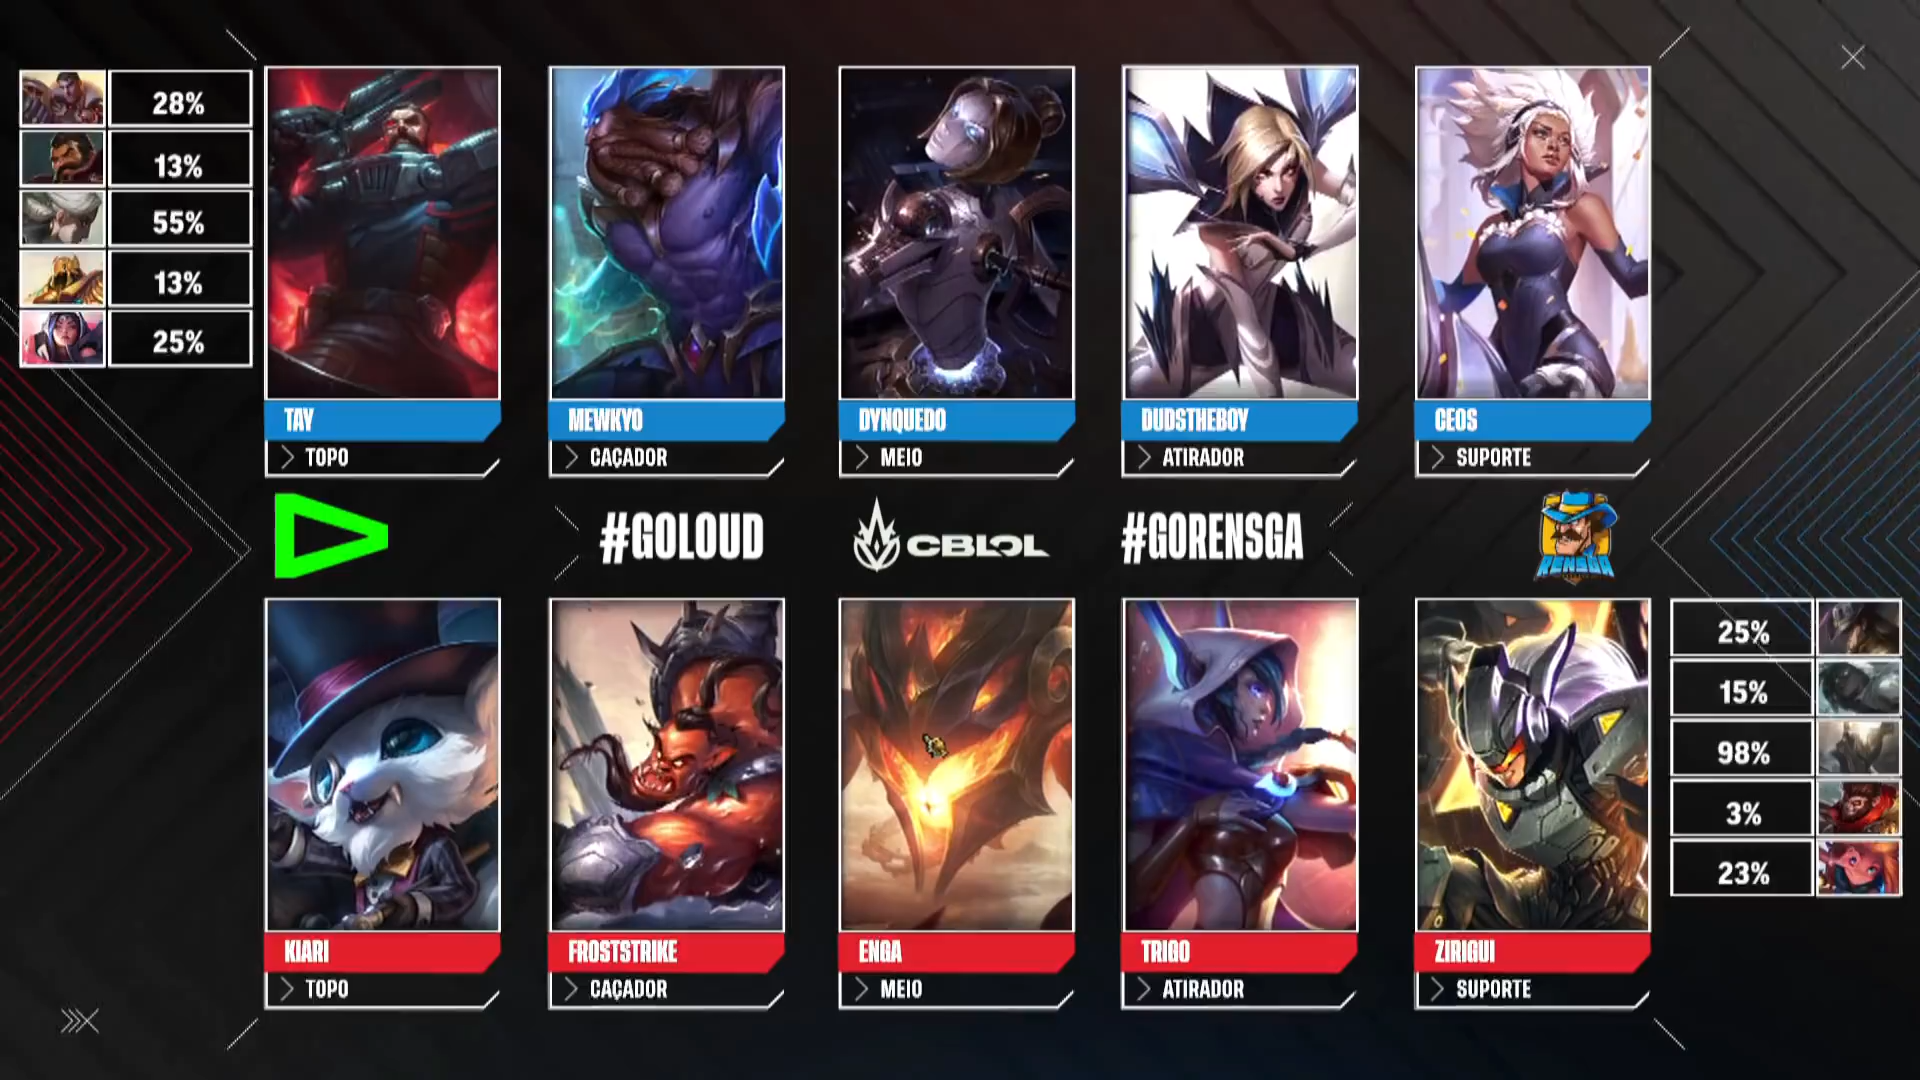 28%
13%
55%
13%
25%
TAY
TOPO
MEWKYO
CAÇADOR
DYNQUEDO
MEIO
DUDSTHEBOY
ATIRADOR
CEOS
SUPORTE
#GOLOUD
CBLOL
#GORENSGA
RENSGA
KIARI
TOPO
FROSTSTRIKE
CAÇADOR
ENGA
MEIO
TRIGO
ATIRADOR
ZIRIGUI
SUPORTE
25%
15%
98%
3%
23%